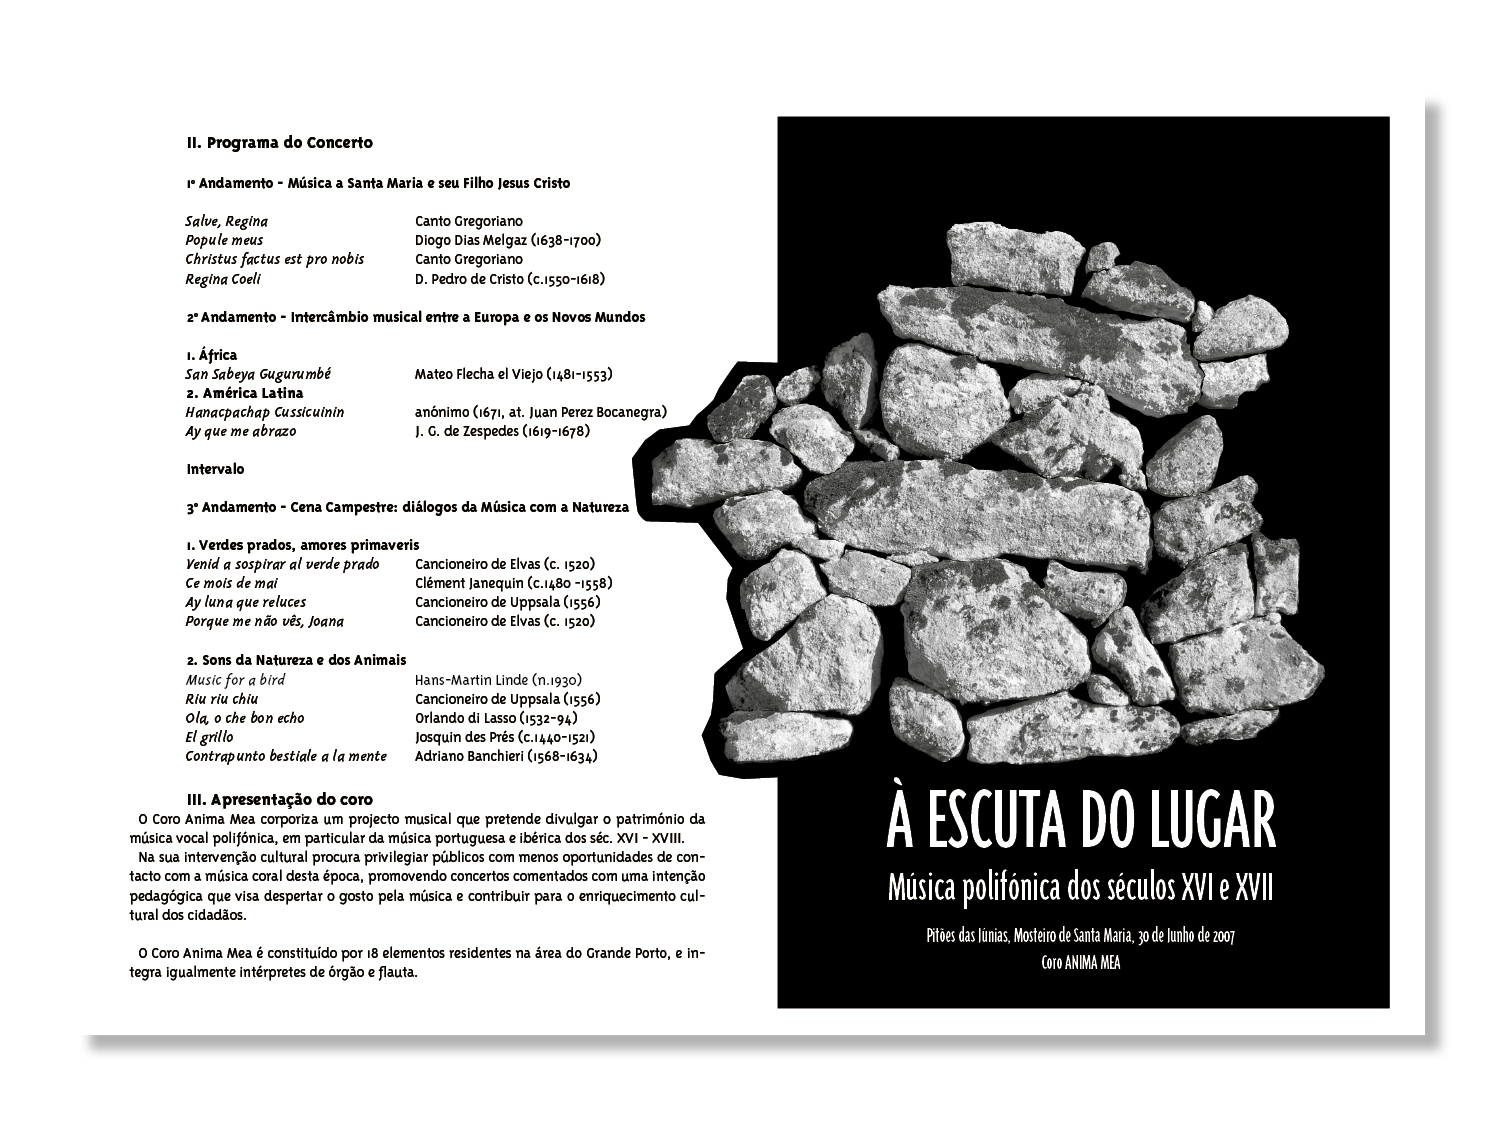 II. Programa do Concerto
1º Andamento - Música a Santa Maria e seu Filho Jesus Cristo
Salve, Regina Canto Gregoriano
Popule meus Diogo Dias Melgaz (1638-1700)
Christus factus est pro nobis Canto Gregoriano
Regina Coeli D. Pedro de Cristo (c.1550-1618)
2º Andamento - Intercâmbio musical entre a Europa e os Novos Mundos
1. África
San Sabeya Gugurumbé Mateo Flecha el Viejo (1481-1553)
2. América Latina
Hanacpachap Cussicuinin anónimo (1671, at. Juan Perez Bocanegra)
Ay que me abrazo J. G. de Zespedes (1619-1678)
Intervalo
3º Andamento - Cena Campestre: diálogos da Música com a Natureza
1. Verdes prados, amores primaveris
Venid a sospirar al verde prado Cancioneiro de Elvas (c. 1520)
Ce mois de mai Clément Janequin (c.1480 -1558)
Ay luna que reluces Cancioneiro de Uppsala (1556)
Porque me não vês, Joana Cancioneiro de Elvas (c. 1520)
2. Sons da Natureza e dos Animais
Music for a bird Hans-Martin Linde (n.1930)
Riu riu chiu Cancioneiro de Uppsala (1556)
Ola, o che bon echo Orlando di Lasso (1532-94)
El grillo Josquin des Prés (c.1440-1521)
Contrapunto bestiale a la mente Adriano Banchieri (1568-1634)
III. Apresentação do coro
O Coro Anima Mea corporiza um projecto musical que pretende divulgar o património da
música vocal polifónica, em particular da música portuguesa e ibérica dos séc. XVI - XVIII.
Na sua intervenção cultural procura privilegiar públicos com menos oportunidades de con-
tacto com a música coral desta época, promovendo concertos comentados com uma intenção
pedagógica que visa despertar o gosto pela música e contribuir para o enriquecimento cul-
tural dos cidadãos.
O Coro Anima Mea é constituído por 18 elementos residentes na área do Grande Porto, e in-
tegra igualmente intérpretes de órgão e flauta.
À ESCUTA DO LUGAR
Música polifónica dos séculos XVI e XVII
Pitões das Júnias, Mosteiro de Santa Maria, 30 de Junho de 2007
Coro ANIMA MEA